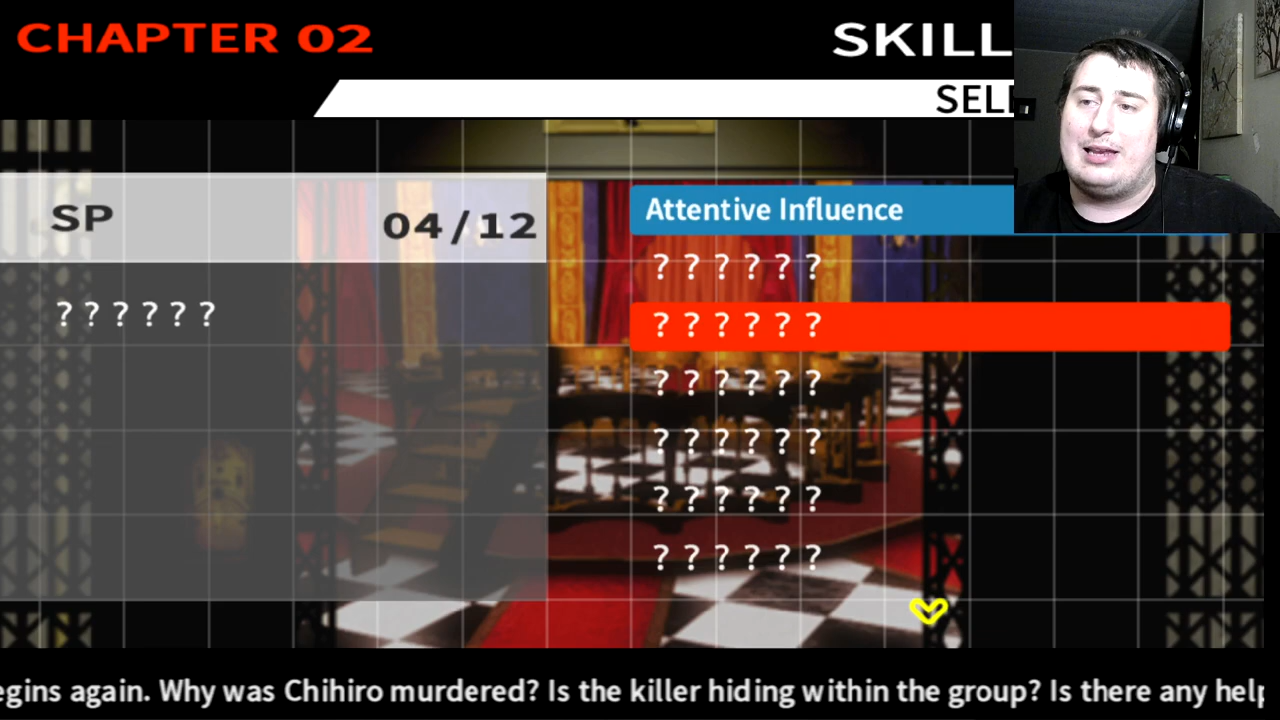 CHAPTER 02
SKILL
SELE
SP 04/12
Attentive Influence
? ? ? ? ? ?
? ? ? ? ? ?
? ? ? ? ? ?
? ? ? ? ? ?
? ? ? ? ? ?
? ? ? ? ? ?
? ? ? ? ? ?
egins again. Why was Chihiro murdered? Is the killer hiding within the group? Is there any help